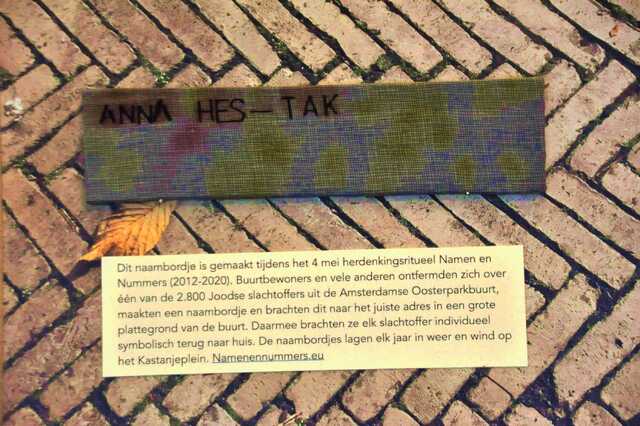 ANNA HES-TAK
Dit naambordje is gemaakt tijdens het 4 mei herdenkingsritueel Namen en
Nummers (2012-2020). Buurtbewoners en vele anderen ontfermden zich over
één van de 2.800 Joodse slachtoffers uit de Amsterdamse Oosterparkbuurt,
maakten een naambordje en brachten dit naar het juiste adres in een grote
plattegrond van de buurt. Daarmee brachten ze elk slachtoffer individueel
symbolisch terug naar huis. De naambordjes lagen elk jaar in weer en wind op
het Kastanjeplein. Namenennummers.eu